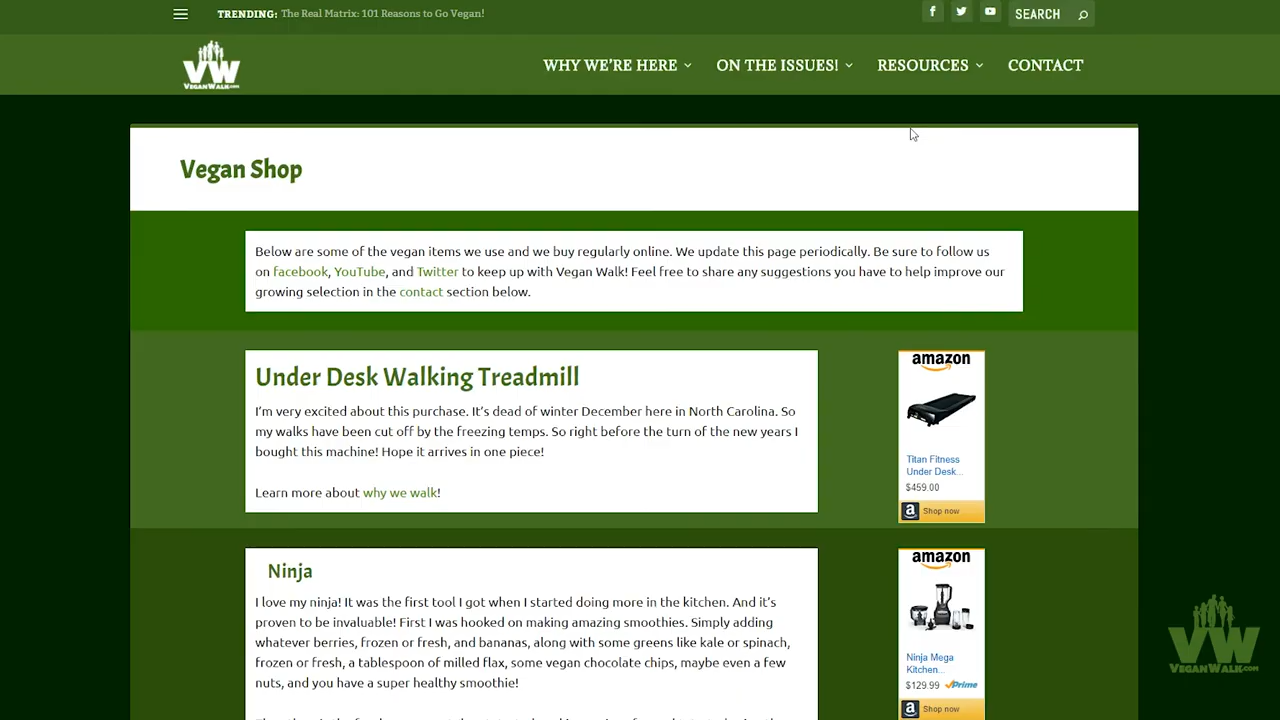 TRENDING: The Real Matrix: 101 Reasons to Go Vegan!
SEARCH
VW
VEGANWALK.COM
WHY WE'RE HERE
ON THE ISSUES!
RESOURCES
CONTACT
Vegan Shop
Below are some of the vegan items we use and we buy regularly online. We update this page periodically. Be sure to follow us
on facebook, YouTube, and Twitter to keep up with Vegan Walk! Feel free to share any suggestions you have to help improve our
growing selection in the contact section below.
Under Desk Walking Treadmill
I'm very excited about this purchase. It's dead of winter December here in North Carolina. So
my walks have been cut off by the freezing temps. So right before the turn of the new years I
bought this machine! Hope it arrives in one piece!
Learn more about why we walk!
amazon
Titan Fitness
Under Desk...
$459.00
a Shop now
Ninja
I love my ninja! It was the first tool I got when I started doing more in the kitchen. And it's
proven to be invaluable! First I was hooked on making amazing smoothies. Simply adding
whatever berries, frozen or fresh, and bananas, along with some greens like kale or spinach,
frozen or fresh, a tablespoon of milled flax, some vegan chocolate chips, maybe even a few
nuts, and you have a super healthy smoothie!
amazon
Ninja Mega
Kitchen...
$129.99 Prime
a Shop now
VW
VEGANWALK.COM